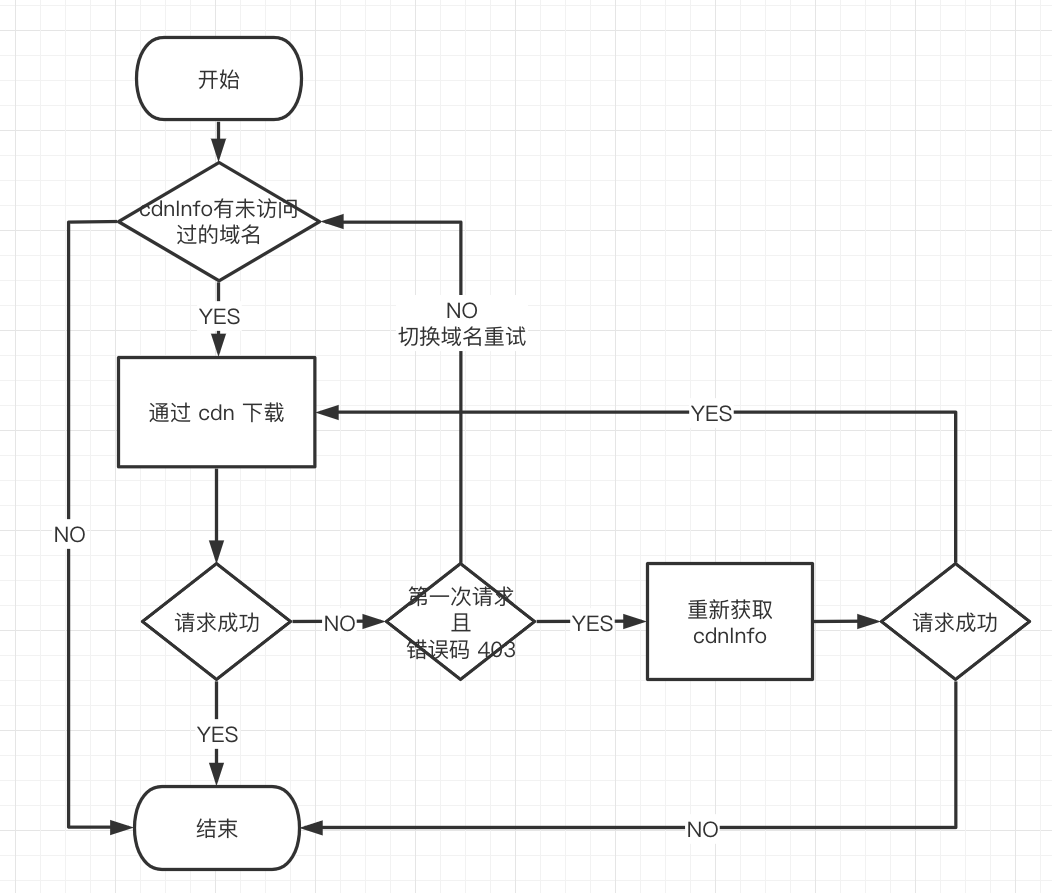 开始
cdnInfo有未访问
过的域名
YES
NO
切换域名重试
通过 cdn 下载
YES
NO
请求成功
NO
第一次请求
且
错误码 403
YES
重新获取
cdnInfo
请求成功
YES
结束
NO